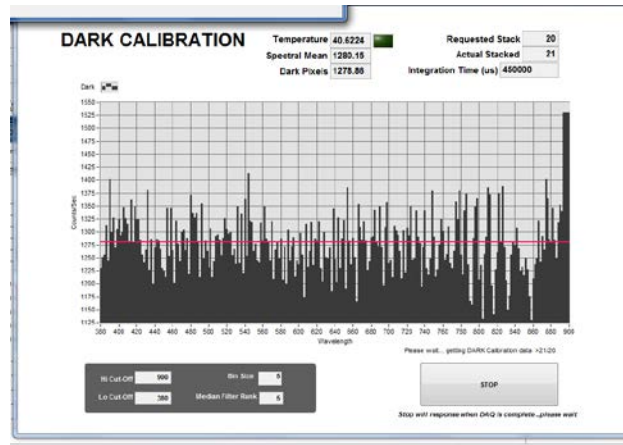 DARK CALIBRATION
Temperature 40.6224
Spectral Mean 1280.15
Dark Pixels 1278.86
Requested Stack 20
Actual Stacked 21
Integration Time (us) 450000
Dark
1550
1525
1500
1475
1450
1425
1400
1375
1350
1325
1300
1275
1250
1225
1200
1175
1150
1125
Counts/Sec
380 400 420 440 460 480 500 520 540 560 580 600 620 640 660 680 700 720 740 760 780 800 820 840 860 880 900
Wavelength
Please wait... getting DARK Calibration data >21/20
Hi Cut-Off 900
Bin Size
Lo Cut-Off 380
Median Filter Rank 5
STOP
Stop will response when DAQ is complete...please wait